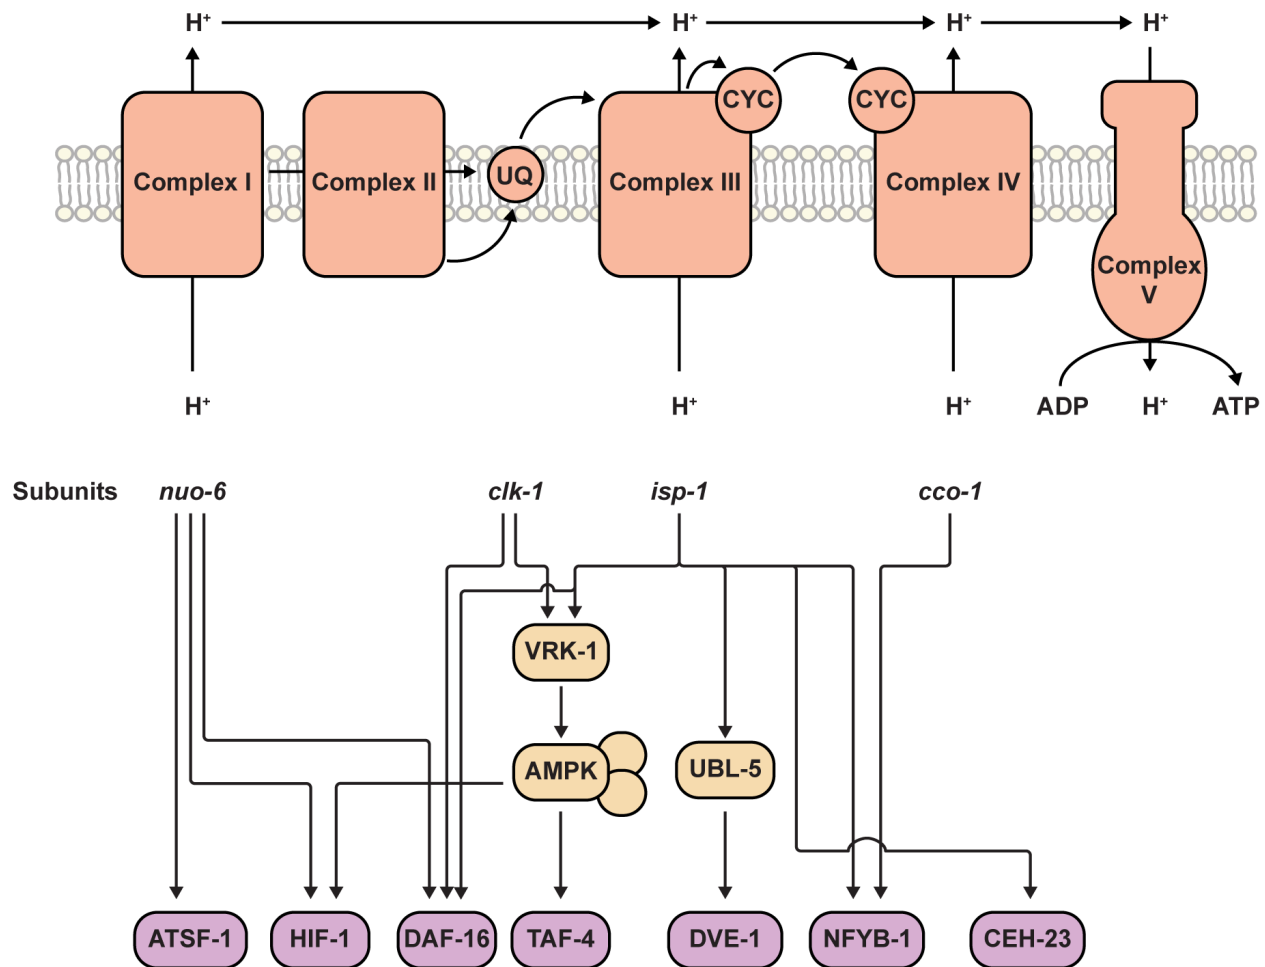 H⁺ H⁺ H⁺ H⁺
CYC CYC
Complex I Complex II UQ Complex III Complex IV
Complex
V
H⁺ H⁺ H⁺ ADP H⁺ ATP
Subunits nuo-6 clk-1 isp-1 cco-1
VRK-1
AMPK UBL-5
ATSF-1 HIF-1 DAF-16 TAF-4 DVE-1 NFYB-1 CEH-23